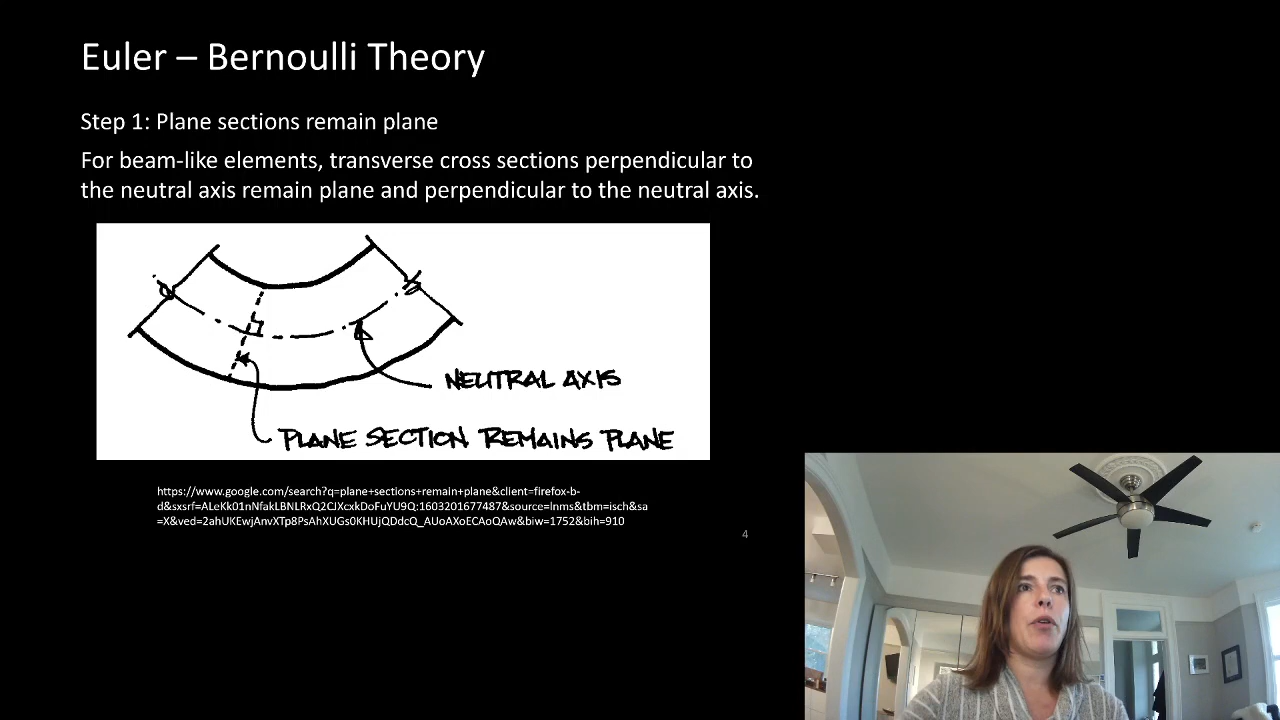 Euler – Bernoulli Theory
Step 1: Plane sections remain plane
For beam-like elements, transverse cross sections perpendicular to
the neutral axis remain plane and perpendicular to the neutral axis.
NEUTRAL AXIS
PLANE SECTION REMAINS PLANE
https://www.google.com/search?q=plane+sections+remain+plane&client=firefox-b-
d&sxsrf=ALeKk01nNfakLBNLRxQ2CJXcxkDoFuYU9Q:1603201677487&source=lnms&tbm=isch&sa
=X&ved=2ahUKEwjAnvXTp8PsAhXUGs0KHUjQDdcQ_AUoAXoECAoQAw&biw=1752&bih=910
4